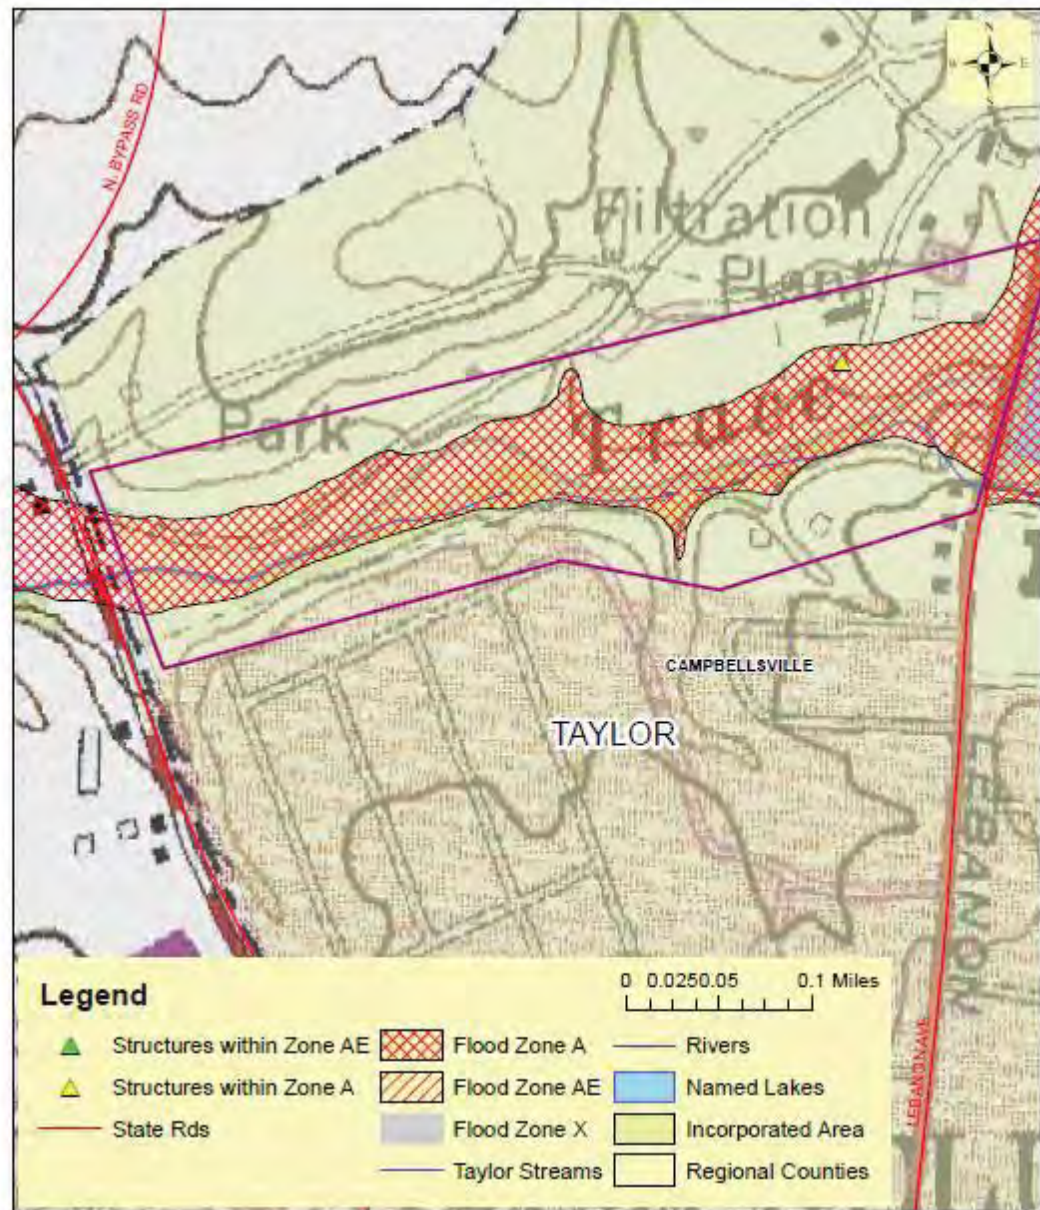 N. BYPASS RD
W E
Filtration
Plant
Park
CAMPBELLSVILLE
TAYLOR
LEBANON
LEBANON AVE
Legend
0 0.0250.05 0.1 Miles
Structures within Zone AE
Flood Zone A
Rivers
Structures within Zone A
Flood Zone AE
Named Lakes
State Rds
Flood Zone X
Incorporated Area
Taylor Streams
Regional Counties